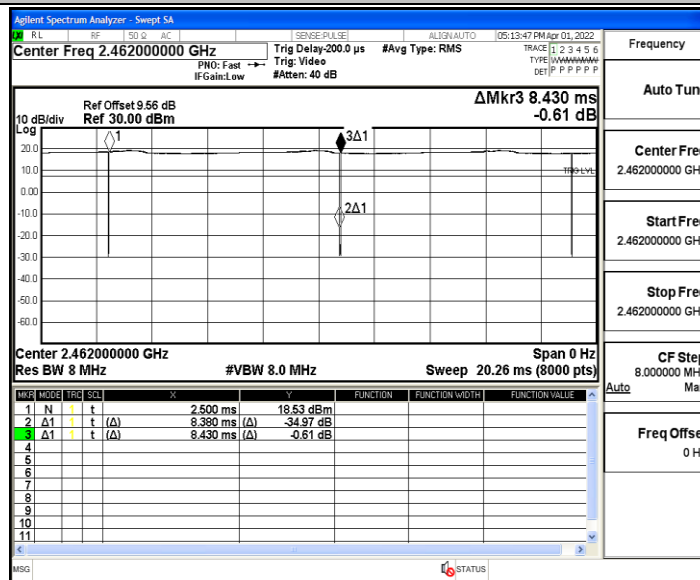 Agilent Spectrum Analyzer - Swept SA
RL RF 50 Ω AC SENSE:PULSE ALIGNAUTO 05:13:47 PM Apr 01, 2022
Center Freq 2.462000000 GHz
PNO: Fast
IFGain:Low
Trig Delay-200.0 µs
Trig: Video
#Atten: 40 dB
#Avg Type: RMS
TRACE 1 2 3 4 5 6
TYPE
DET P P P P P P
Ref Offset 9.56 dB
Ref 30.00 dBm
10 dB/div
Log
ΔMkr3 8.430 ms
-0.61 dB
1
3Δ1
2Δ1
TRIG LVL
20.0
10.0
0.00
-10.0
-20.0
-30.0
-40.0
-50.0
-60.0
Center 2.462000000 GHz Span 0 Hz
Res BW 8 MHz #VBW 8.0 MHz Sweep 20.26 ms (8000 pts)
MKR MODE TRC SCL X Y FUNCTION FUNCTION WIDTH FUNCTION VALUE
1 N 1 t 2.500 ms 18.53 dBm
2 Δ1 1 t (Δ) 8.380 ms (Δ) -34.97 dB
3 Δ1 1 t (Δ) 8.430 ms (Δ) -0.61 dB
4
5
6
7
8
9
10
11
MSG STATUS
Frequency
Auto Tun
Center Fre
2.462000000 GH
Start Fre
2.462000000 GH
Stop Fre
2.462000000 GH
CF Step
8.000000 MH
Auto Ma
Freq Offse
0 H